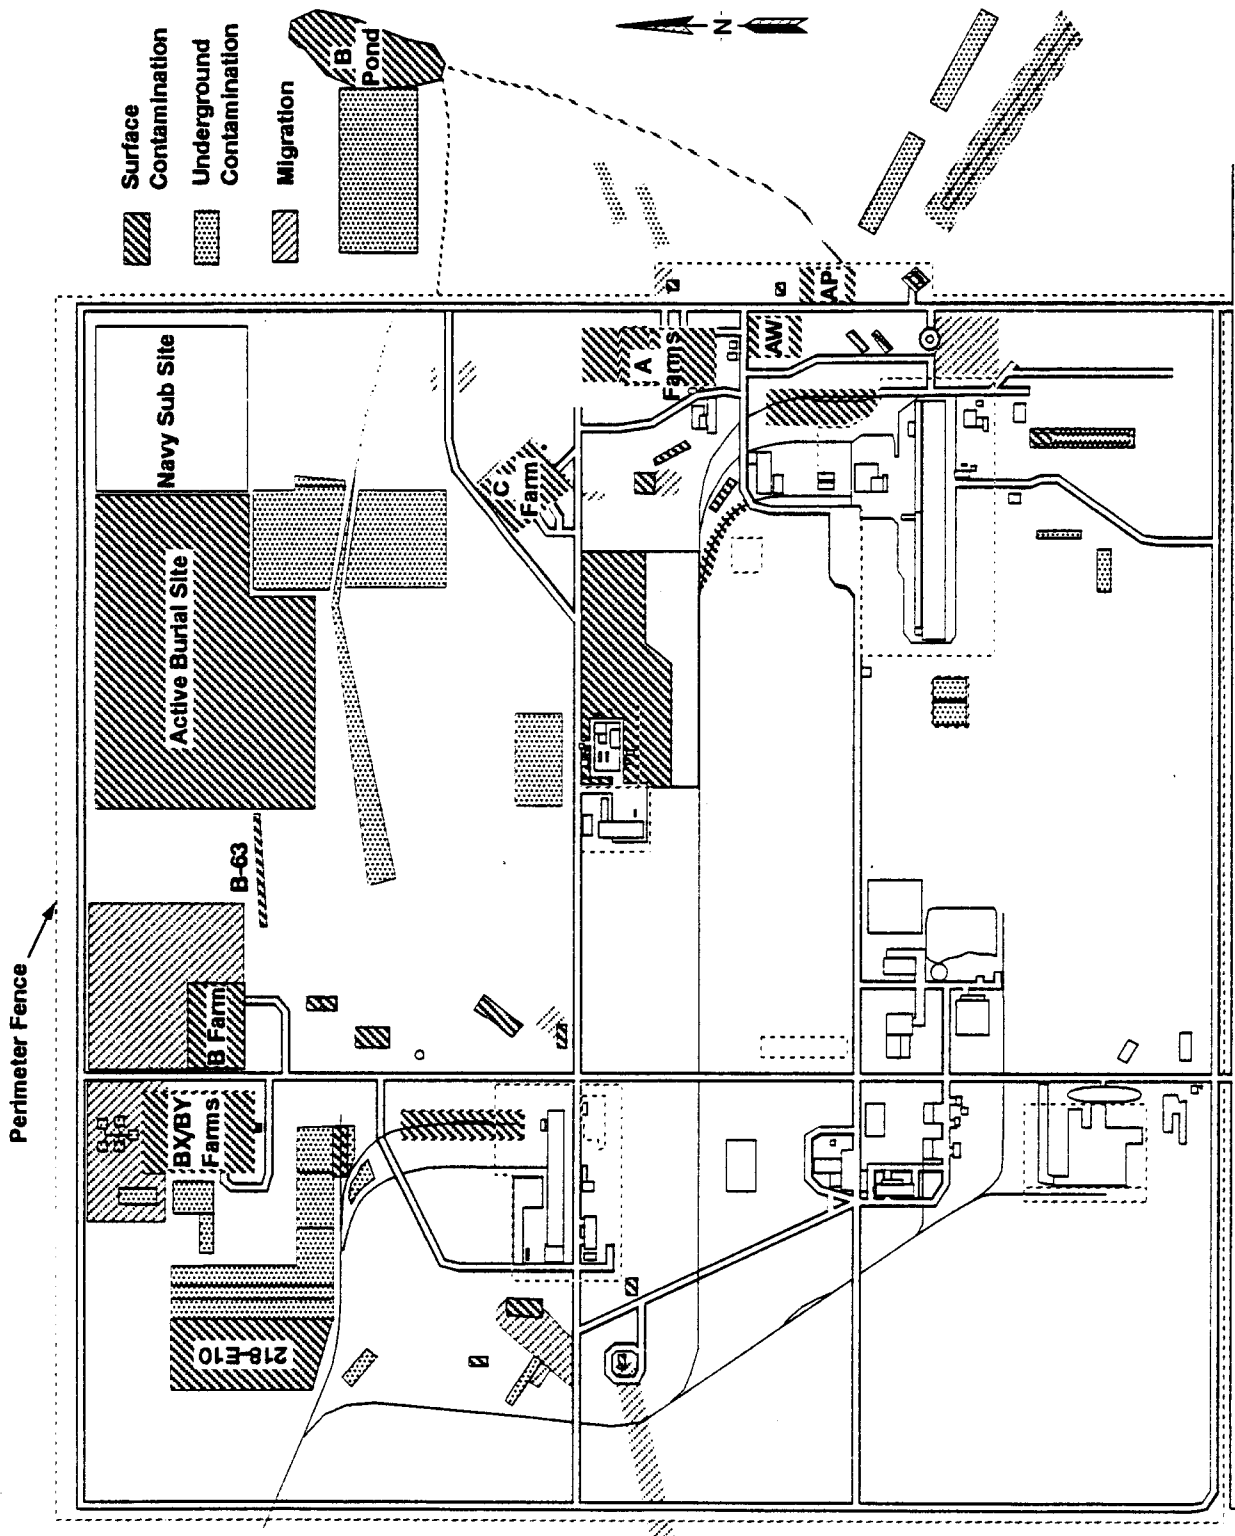 Perimeter Fence
Surface
Contamination
Underground
Contamination
Migration
N
B
Pond
Navy Sub Site
Active Burial Site
B-63
B Farm
BX/BY
Farms
218-E10
C
Farm
A
Farms
AW
AP